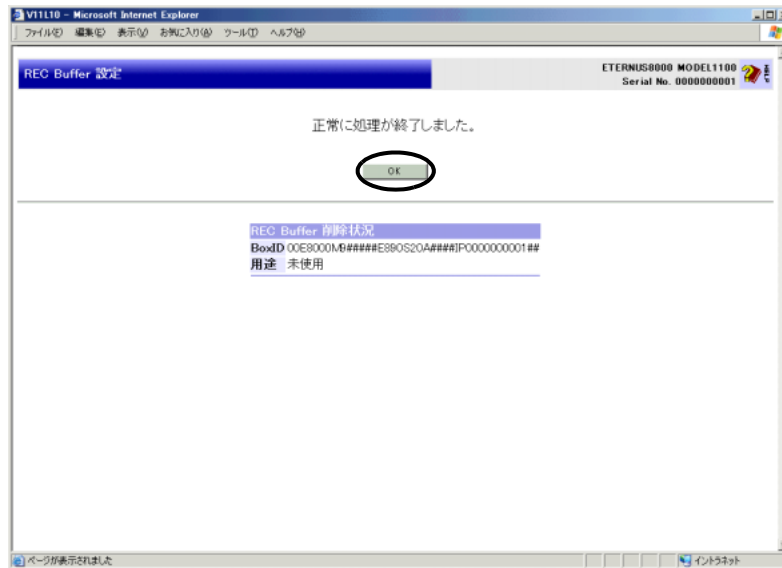 V11L10 - Microsoft Internet Explorer
ファイル(F) 編集(E) 表示(V) お気に入り(A) ツール(T) ヘルプ(H)
REC Buffer 設定
ETERNUS8000 MODEL1100
Serial No. 0000000001
HELP
正常に処理が終了しました。
OK
REC Buffer 削除状況
BoxID 00E8000M9#####E890S20A####IP0000000001##
用途 未使用
ページが表示されました
イントラネット